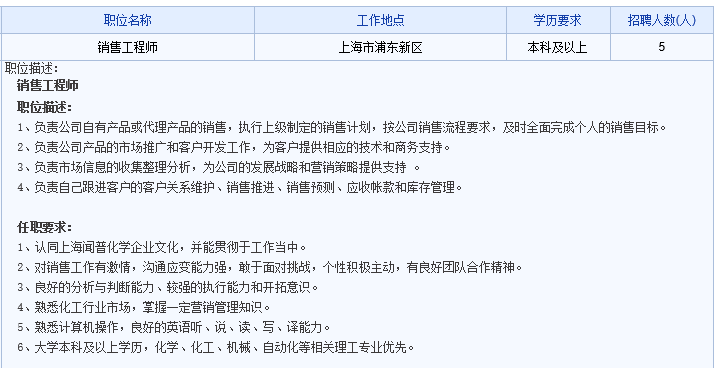 职位名称 工作地点 学历要求 招聘人数(人)
销售工程师 上海市浦东新区 本科及以上 5
职位描述：
销售工程师
职位描述：
1、负责公司自有产品或代理产品的销售，执行上级制定的销售计划，按公司销售流程要求，及时全面完成个人的销售目标。
2、负责公司产品的市场推广和客户开发工作，为客户提供相应的技术和商务支持。
3、负责市场信息的收集整理分析，为公司的发展战略和营销策略提供支持 。
4、负责自己跟进客户的客户关系维护、销售推进、销售预测、应收帐款和库存管理。
任职要求：
1、认同上海闻普化学企业文化，并能贯彻于工作当中。
2、对销售工作有激情，沟通应变能力强，敢于面对挑战，个性积极主动，有良好团队合作精神。
3、良好的分析与判断能力、较强的执行能力和开拓意识。
4、熟悉化工行业市场，掌握一定营销管理知识。
5、熟悉计算机操作，良好的英语听、说、读、写、译能力。
6、大学本科及以上学历，化学、化工、机械、自动化等相关理工专业优先。